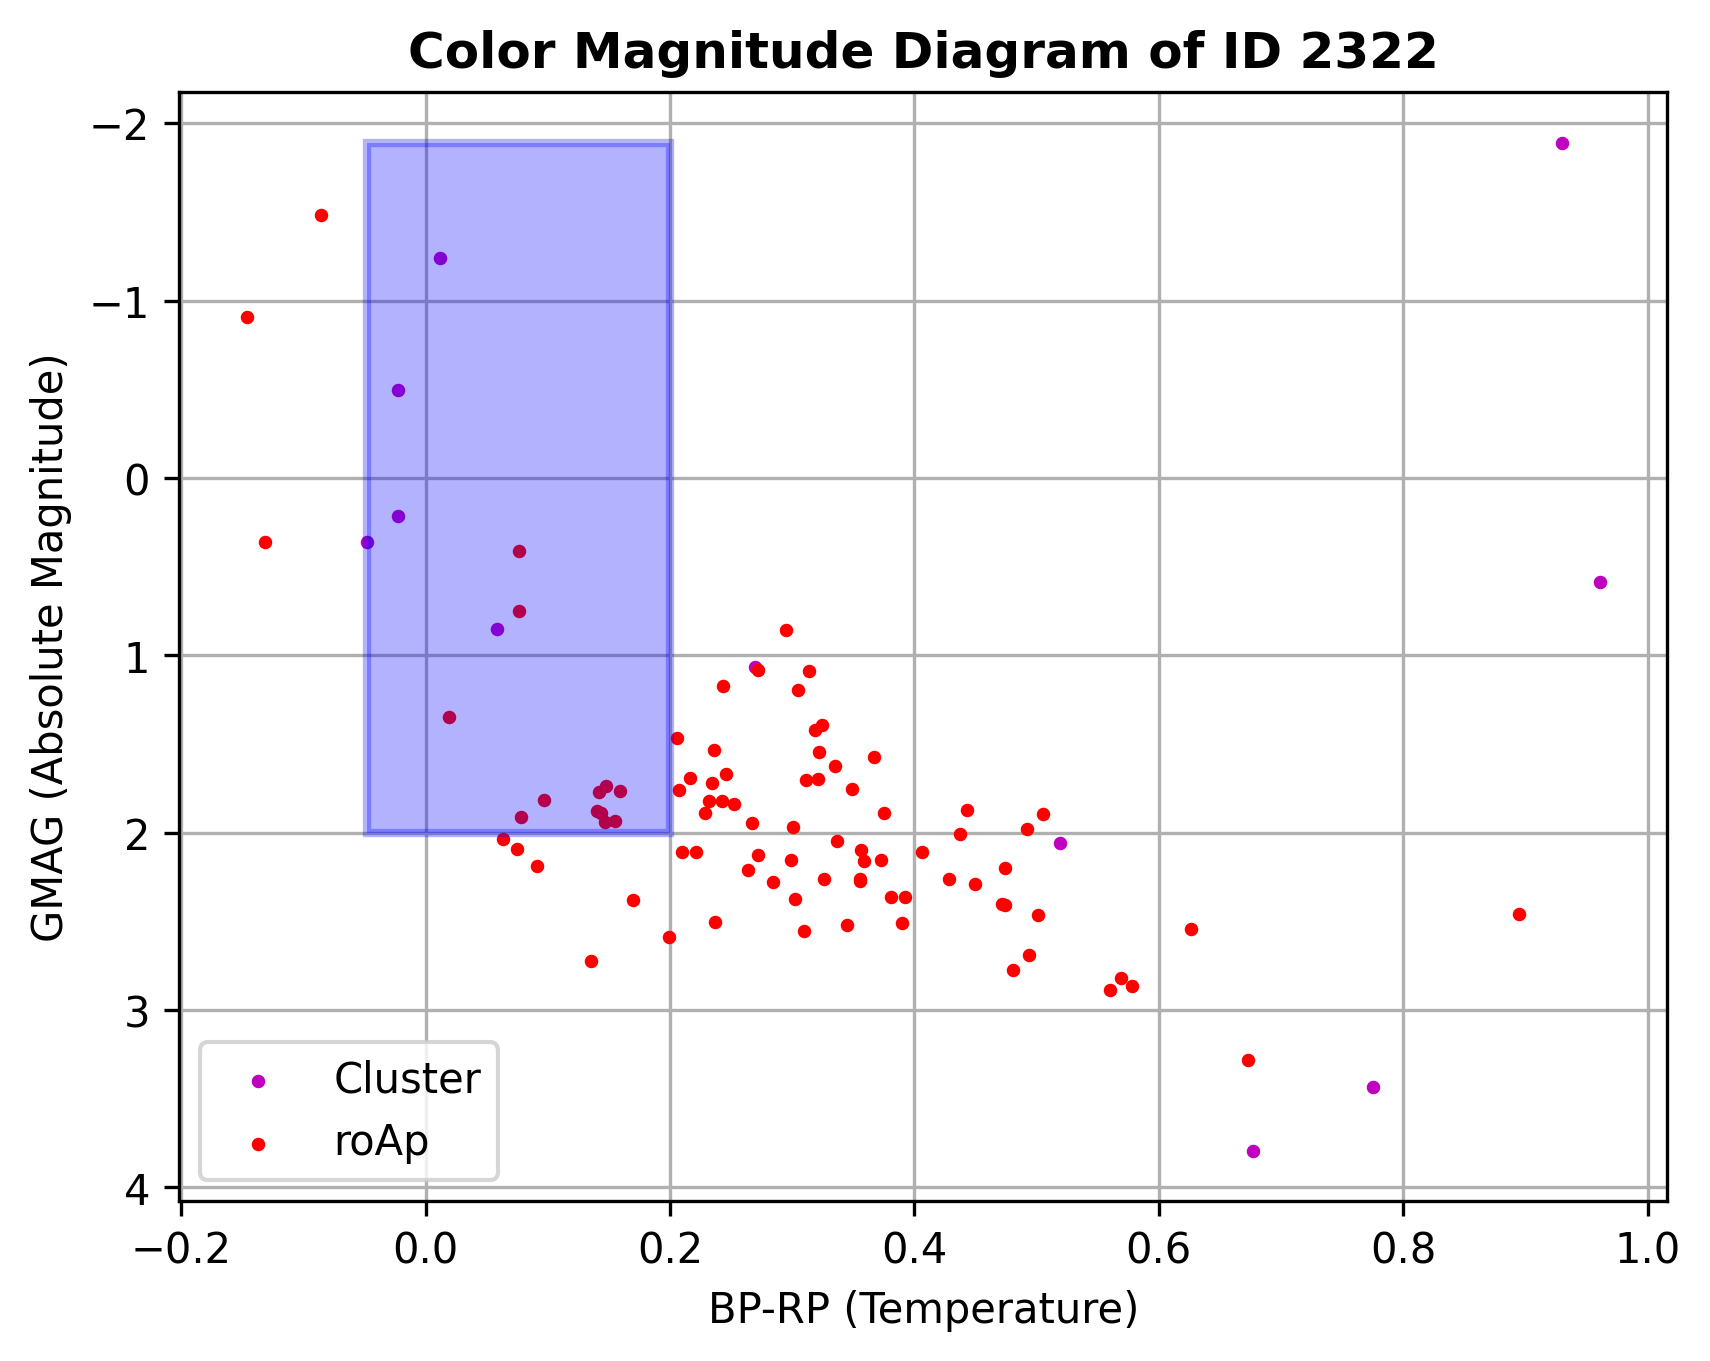 Color Magnitude Diagram of ID 2322
GMAG (Absolute Magnitude)
−2
−1
0
1
2
3
4
Cluster
roAp
−0.2 0.0 0.2 0.4 0.6 0.8 1.0
BP-RP (Temperature)